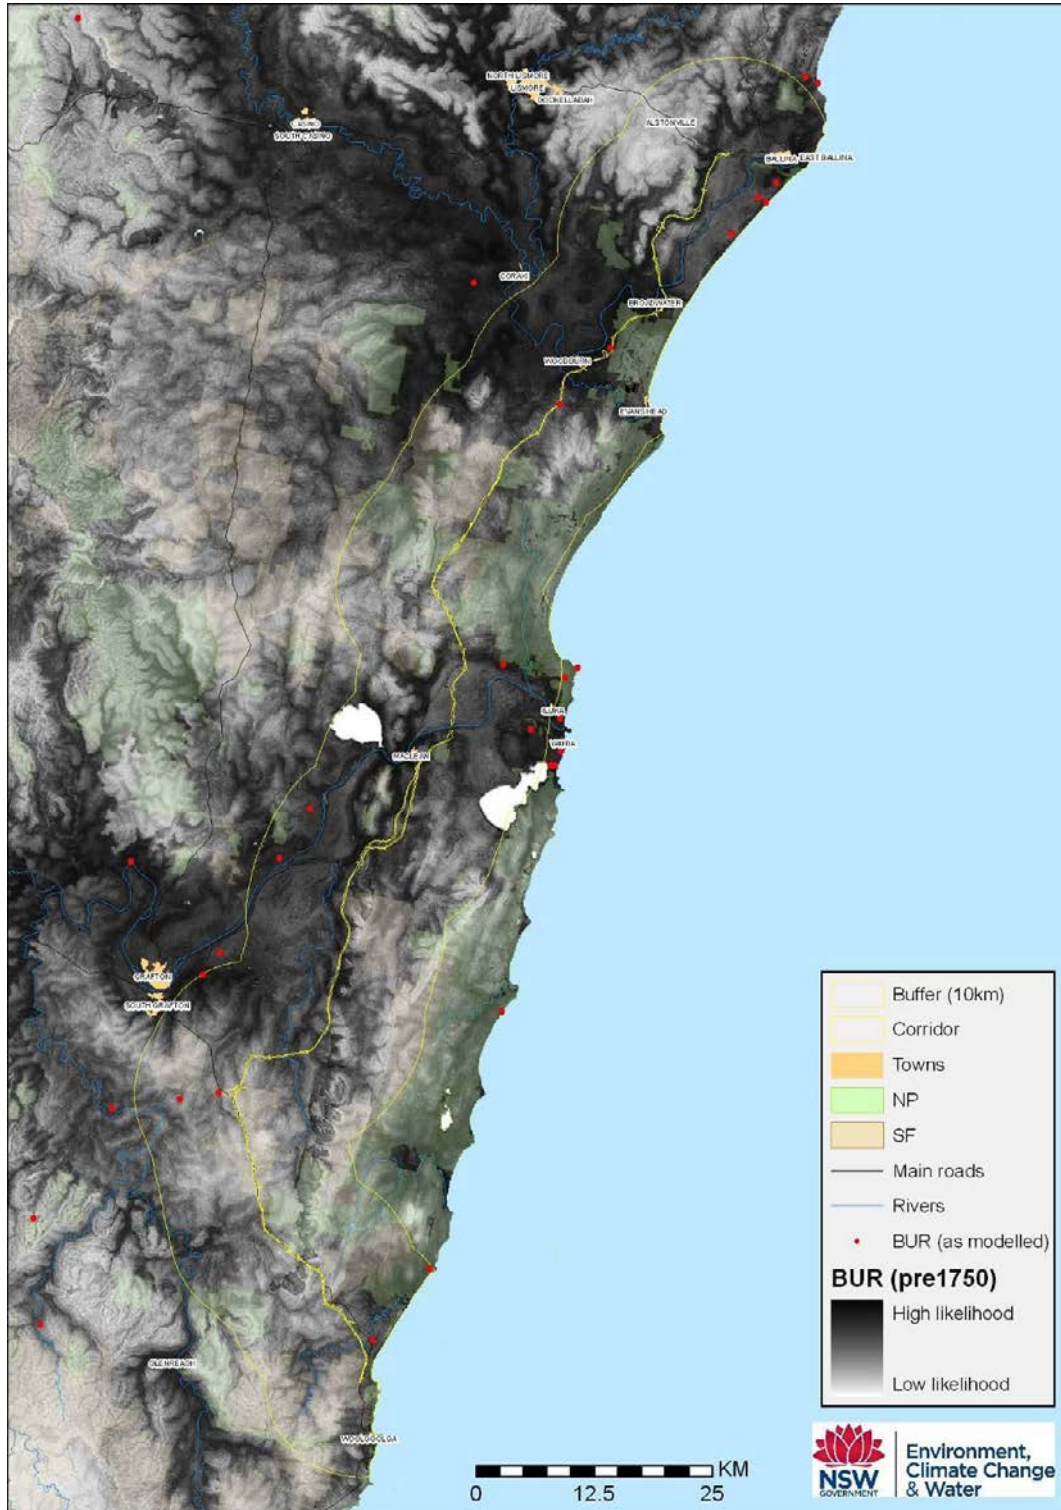 NORTH LISMORE
LISMORE
GOONELLABAH
CASINO
SOUTH CASINO
ALSTONVILLE
BALLINA
EAST BALLINA
CORAKI
BROADWATER
WOODBURN
EVANS HEAD
ILUKA
YAMBA
MACLEAN
GRAFTON
SOUTH GRAFTON
GLENREAGH
WOOLGOOLGA
Buffer (10km)
Corridor
Towns
NP
SF
Main roads
Rivers
BUR (as modelled)
BUR (pre1750)
High likelihood
Low likelihood
KM
0 12.5 25
NSW
GOVERNMENT
Environment,
Climate Change
& Water